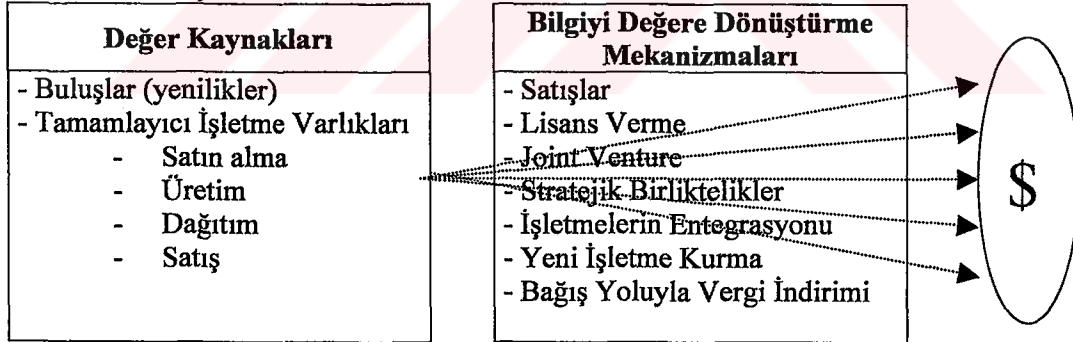 Değer Kaynakları
- Buluşlar (yenilikler)
- Tamamlayıcı İşletme Varlıkları
- Satın alma
- Üretim
- Dağıtım
- Satış
Bilgiyi Değere Dönüştürme
Mekanizmaları
- Satışlar
- Lisans Verme
- Joint Venture
- Stratejik Birliktelikler
- İşletmelerin Entegrasyonu
- Yeni İşletme Kurma
- Bağış Yoluyla Vergi İndirimi
$